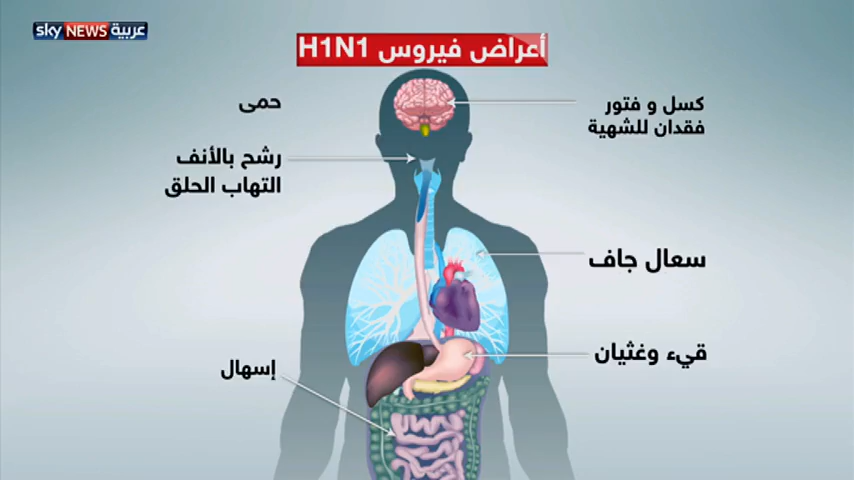 sky NEWS عربية
أعراض فيروس H1N1
كسل و فتور
فقدان للشهية
حمى
رشح بالأنف
التهاب الحلق
سعال جاف
قيء وغثيان
إسهال